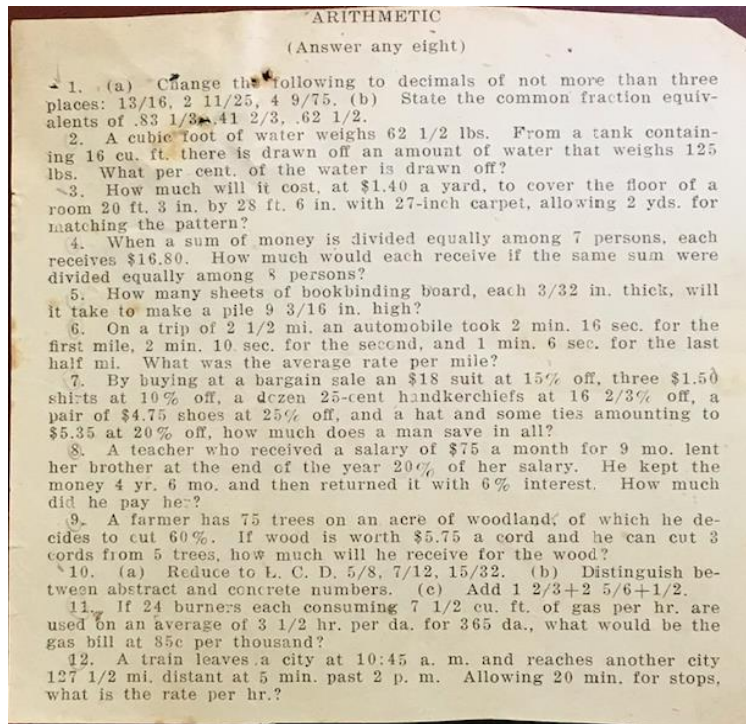 ARITHMETIC
(Answer any eight)
1. (a) Change the following to decimals of not more than three
places: 13/16, 2 11/25, 4 9/75. (b) State the common fraction equiv-
alents of .83 1/3, .41 2/3, .62 1/2.
2. A cubic foot of water weighs 62 1/2 lbs. From a tank contain-
ing 16 cu. ft. there is drawn off an amount of water that weighs 125
lbs. What per cent. of the water is drawn off?
3. How much will it cost, at $1.40 a yard, to cover the floor of a
room 20 ft. 3 in. by 28 ft. 6 in. with 27-inch carpet, allowing 2 yds. for
matching the pattern?
4. When a sum of money is divided equally among 7 persons, each
receives $16.80. How much would each receive if the same sum were
divided equally among 8 persons?
5. How many sheets of bookbinding board, each 3/32 in. thick, will
it take to make a pile 9 3/16 in. high?
6. On a trip of 2 1/2 mi. an automobile took 2 min. 16 sec. for the
first mile, 2 min. 10 sec. for the second, and 1 min. 6 sec. for the last
half mi. What was the average rate per mile?
7. By buying at a bargain sale an $18 suit at 15% off, three $1.50
shirts at 10% off, a dozen 25-cent handkerchiefs at 16 2/3% off, a
pair of $4.75 shoes at 25% off, and a hat and some ties amounting to
$5.35 at 20% off, how much does a man save in all?
8. A teacher who received a salary of $75 a month for 9 mo. lent
her brother at the end of the year 20% of her salary. He kept the
money 4 yr. 6 mo. and then returned it with 6% interest. How much
did he pay her?
9. A farmer has 75 trees on an acre of woodland, of which he de-
cides to cut 60%. If wood is worth $5.75 a cord and he can cut 3
cords from 5 trees, how much will he receive for the wood?
10. (a) Reduce to L. C. D. 5/8, 7/12, 15/32. (b) Distinguish be-
tween abstract and concrete numbers. (c) Add 1 2/3+2 5/6+1/2.
11. If 24 burners each consuming 7 1/2 cu. ft. of gas per hr. are
used on an average of 3 1/2 hr. per da. for 365 da., what would be the
gas bill at 85c per thousand?
12. A train leaves a city at 10:45 a. m. and reaches another city
127 1/2 mi. distant at 5 min. past 2 p. m. Allowing 20 min. for stops,
what is the rate per hr.?